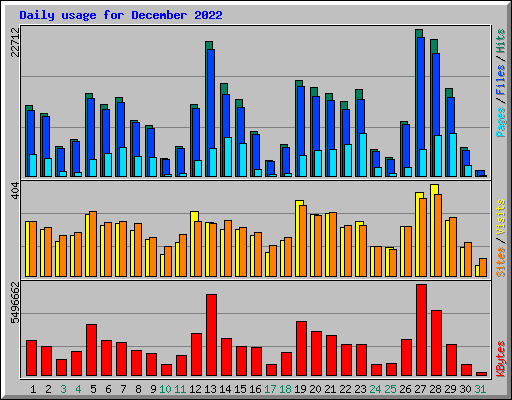 Daily usage for December 2022
22712
Pages / Files / Hits
404
Sites / Visits
5496662
KBytes
1 2 3 4 5 6 7 8 9 10 11 12 13 14 15 16 17 18 19 20 21 22 23 24 25 26 27 28 29 30 31